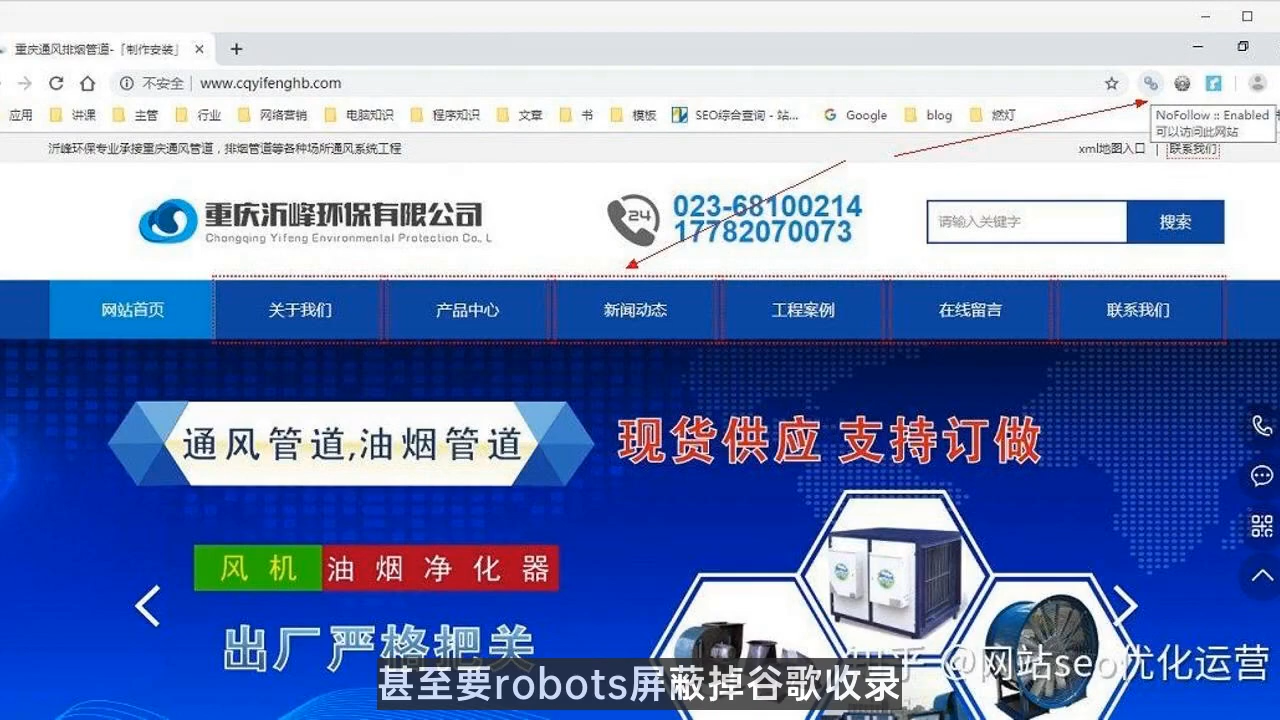 重庆通风排烟管道-「制作安装」
不安全 www.cqyifenghb.com
应用 讲课 主管 行业 网络营销 电脑知识 程序知识 文章 书 模板 SEO综合查询 - 站... Google blog 燃灯
NoFollow :: Enabled
可以访问此网站
沂峰环保专业承接重庆通风管道，排烟管道等各种场所通风系统工程
xml地图入口 | 联系我们
重庆沂峰环保有限公司
Chongqing Yifeng Environmental Protection Co., L
24
023-68100214
17782070073
请输入关键字
搜索
网站首页 关于我们 产品中心 新闻动态 工程案例 在线留言 联系我们
通风管道,油烟管道
现货供应 支持订做
风机 油烟净化器
出厂严格把关
知乎 @网站seo优化运营
甚至要robots屏蔽掉谷歌收录